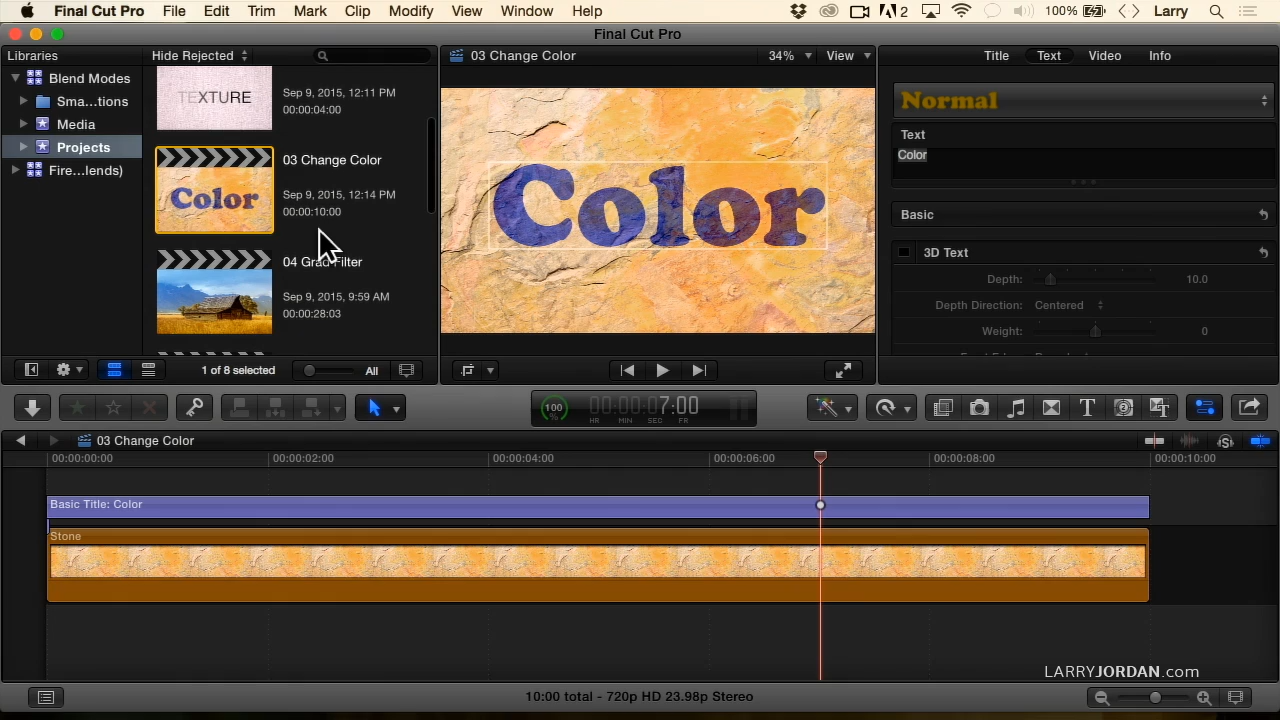 Final Cut Pro File Edit Trim Mark Clip Modify View Window Help 2 100% Larry
Final Cut Pro
Libraries Hide Rejected 03 Change Color 34% View Title Text Video Info
Blend Modes
Sma...tions
Media
Projects
Fire...lends)
TEXTURE
Sep 9, 2015, 12:11 PM
00:00:04:00
03 Change Color
Color
Sep 9, 2015, 12:14 PM
00:00:10:00
04 Grad Filter
Sep 9, 2015, 9:59 AM
00:00:28:03
Color
Normal
Text
Color
Basic
3D Text
Depth: 10.0
Depth Direction: Centered
Weight: 0
1 of 8 selected All
100 % 00:00:07:00
HR MIN SEC FR
03 Change Color
00:00:00:00 00:00:02:00 00:00:04:00 00:00:06:00 00:00:08:00 00:00:10:00
Basic Title: Color
Stone
LARRYJORDAN.com
10:00 total - 720p HD 23.98p Stereo